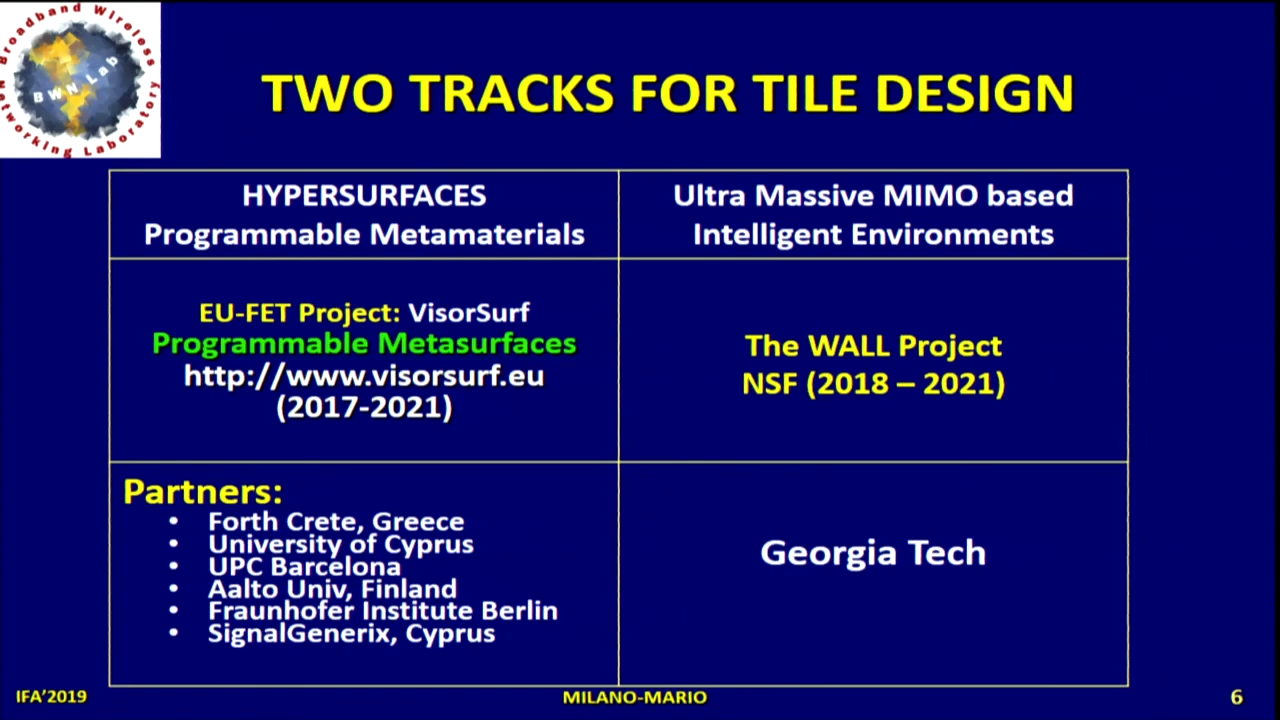 Broadband Wireless Networking Laboratory
BWN Lab
TWO TRACKS FOR TILE DESIGN
HYPERSURFACES
Programmable Metamaterials
Ultra Massive MIMO based
Intelligent Environments
EU-FET Project: VisorSurf
Programmable Metasurfaces
http://www.visorsurf.eu
(2017-2021)
The WALL Project
NSF (2018 – 2021)
Partners:
• Forth Crete, Greece
• University of Cyprus
• UPC Barcelona
• Aalto Univ, Finland
• Fraunhofer Institute Berlin
• SignalGenerix, Cyprus
Georgia Tech
IFA'2019
MILANO-MARIO
6